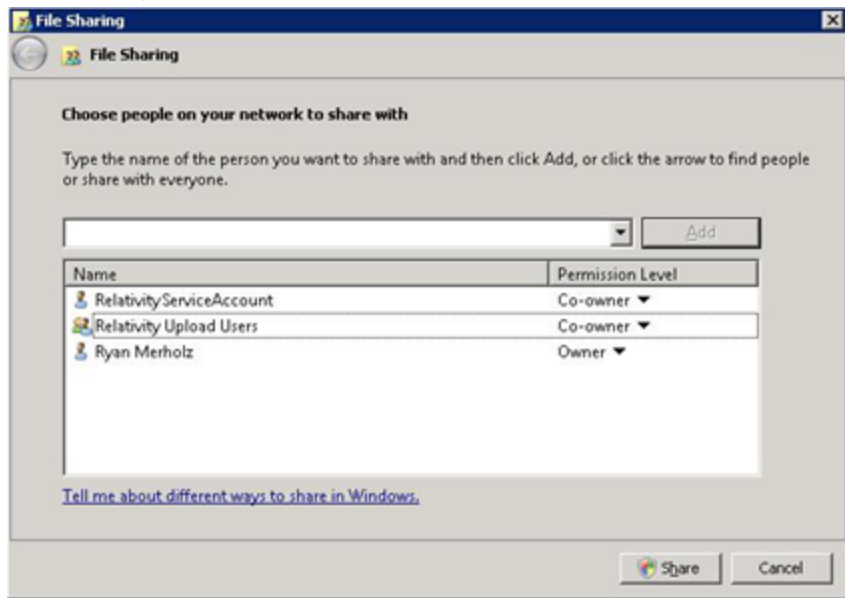 File Sharing
File Sharing
Choose people on your network to share with
Type the name of the person you want to share with and then click Add, or click the arrow to find people
or share with everyone.
Add
Name Permission Level
RelativityServiceAccount Co-owner
Relativity Upload Users Co-owner
Ryan Merholz Owner
Tell me about different ways to share in Windows.
Share Cancel